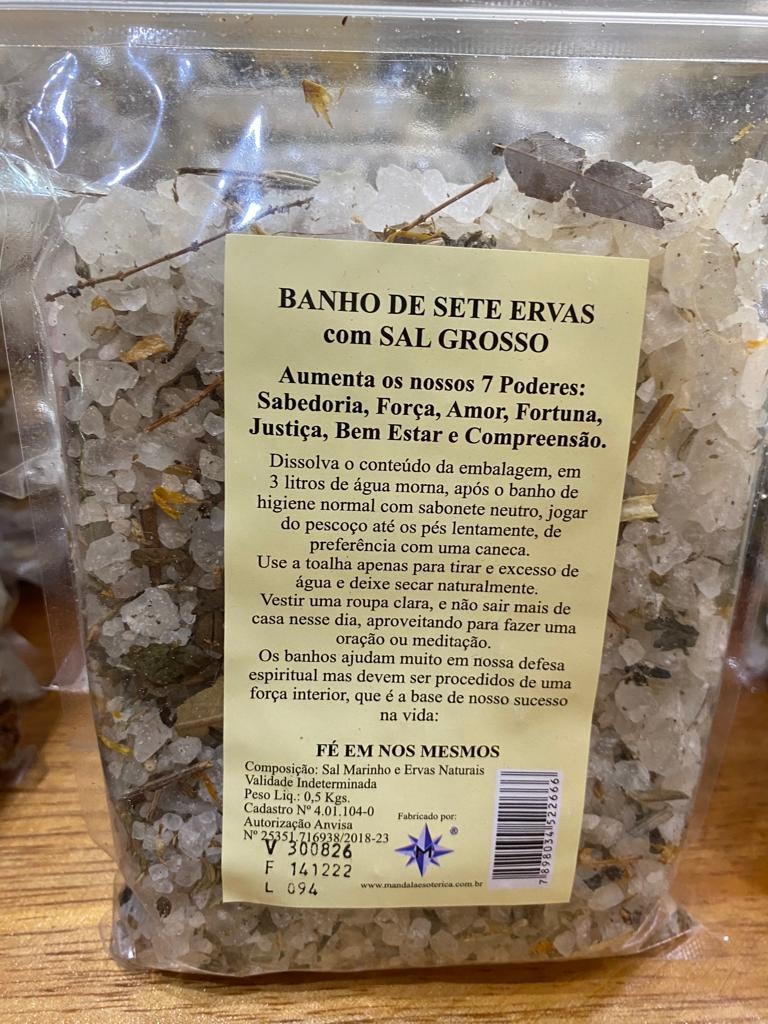 BANHO DE SETE ERVAS
com SAL GROSSO
Aumenta os nossos 7 Poderes:
Sabedoria, Força, Amor, Fortuna,
Justiça, Bem Estar e Compreensão.
Dissolva o conteúdo da embalagem, em
3 litros de água morna, após o banho de
higiene normal com sabonete neutro, jogar
do pescoço até os pés lentamente, de
preferência com uma caneca.
Use a toalha apenas para tirar e excesso de
água e deixe secar naturalmente.
Vestir uma roupa clara, e não sair mais de
casa nesse dia, aproveitando para fazer uma
oração ou meditação.
Os banhos ajudam muito em nossa defesa
espiritual mas devem ser procedidos de uma
força interior, que é a base de nosso sucesso
na vida:
FÉ EM NOS MESMOS
Composição: Sal Marinho e Ervas Naturais
Validade Indeterminada
Peso Liq.: 0,5 Kgs.
Cadastro Nº 4.01.104-0
Autorização Anvisa
Nº 25351.716938/2018-23
V 300826
F 141222
L 094
Fabricado por:
M ®
www.mandalaesoterica.com.br
7 898034 522666